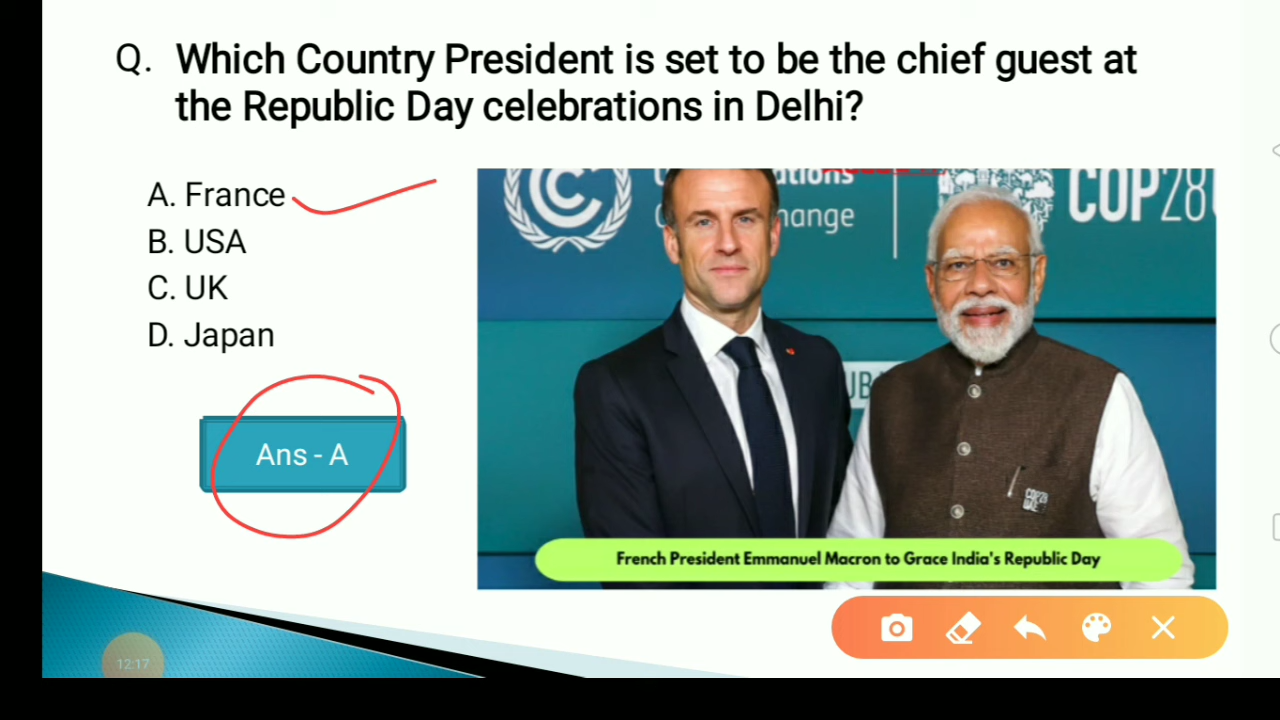 Q. Which Country President is set to be the chief guest at
the Republic Day celebrations in Delhi?
A. France
B. USA
C. UK
D. Japan
Ans - A
COP28
French President Emmanuel Macron to Grace India's Republic Day
12:17